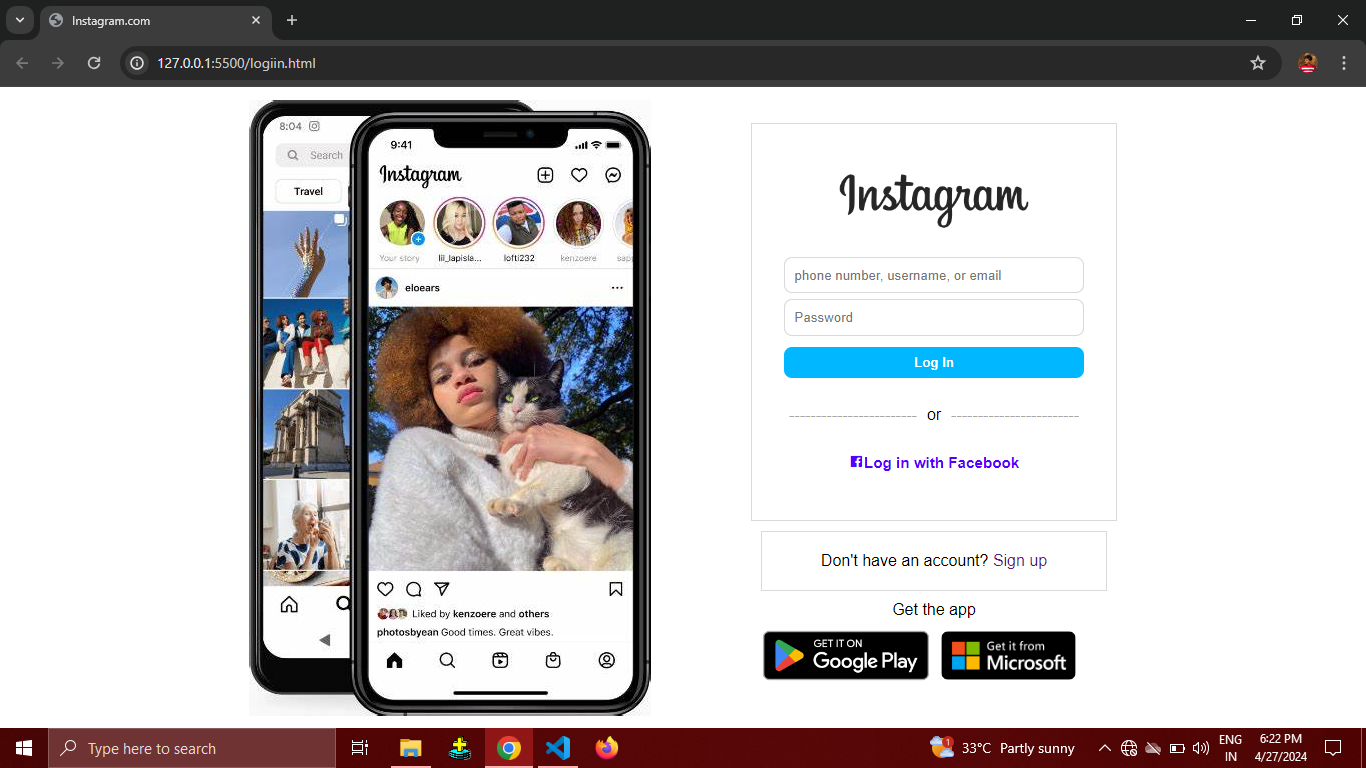 Instagram.com
127.0.0.1:5500/logiin.html
8:04
Search
Travel
9:41
Instagram
Your story
lil_lapisla...
lofti232
kenzoere
sapp
eloears
Liked by kenzoere and others
photosbyean Good times. Great vibes.
Instagram
phone number, username, or email
Password
Log In
or
Log in with Facebook
Don't have an account? Sign up
Get the app
GET IT ON
Google Play
Get it from
Microsoft
Type here to search
1
33°C Partly sunny
ENG
IN
6:22 PM
4/27/2024